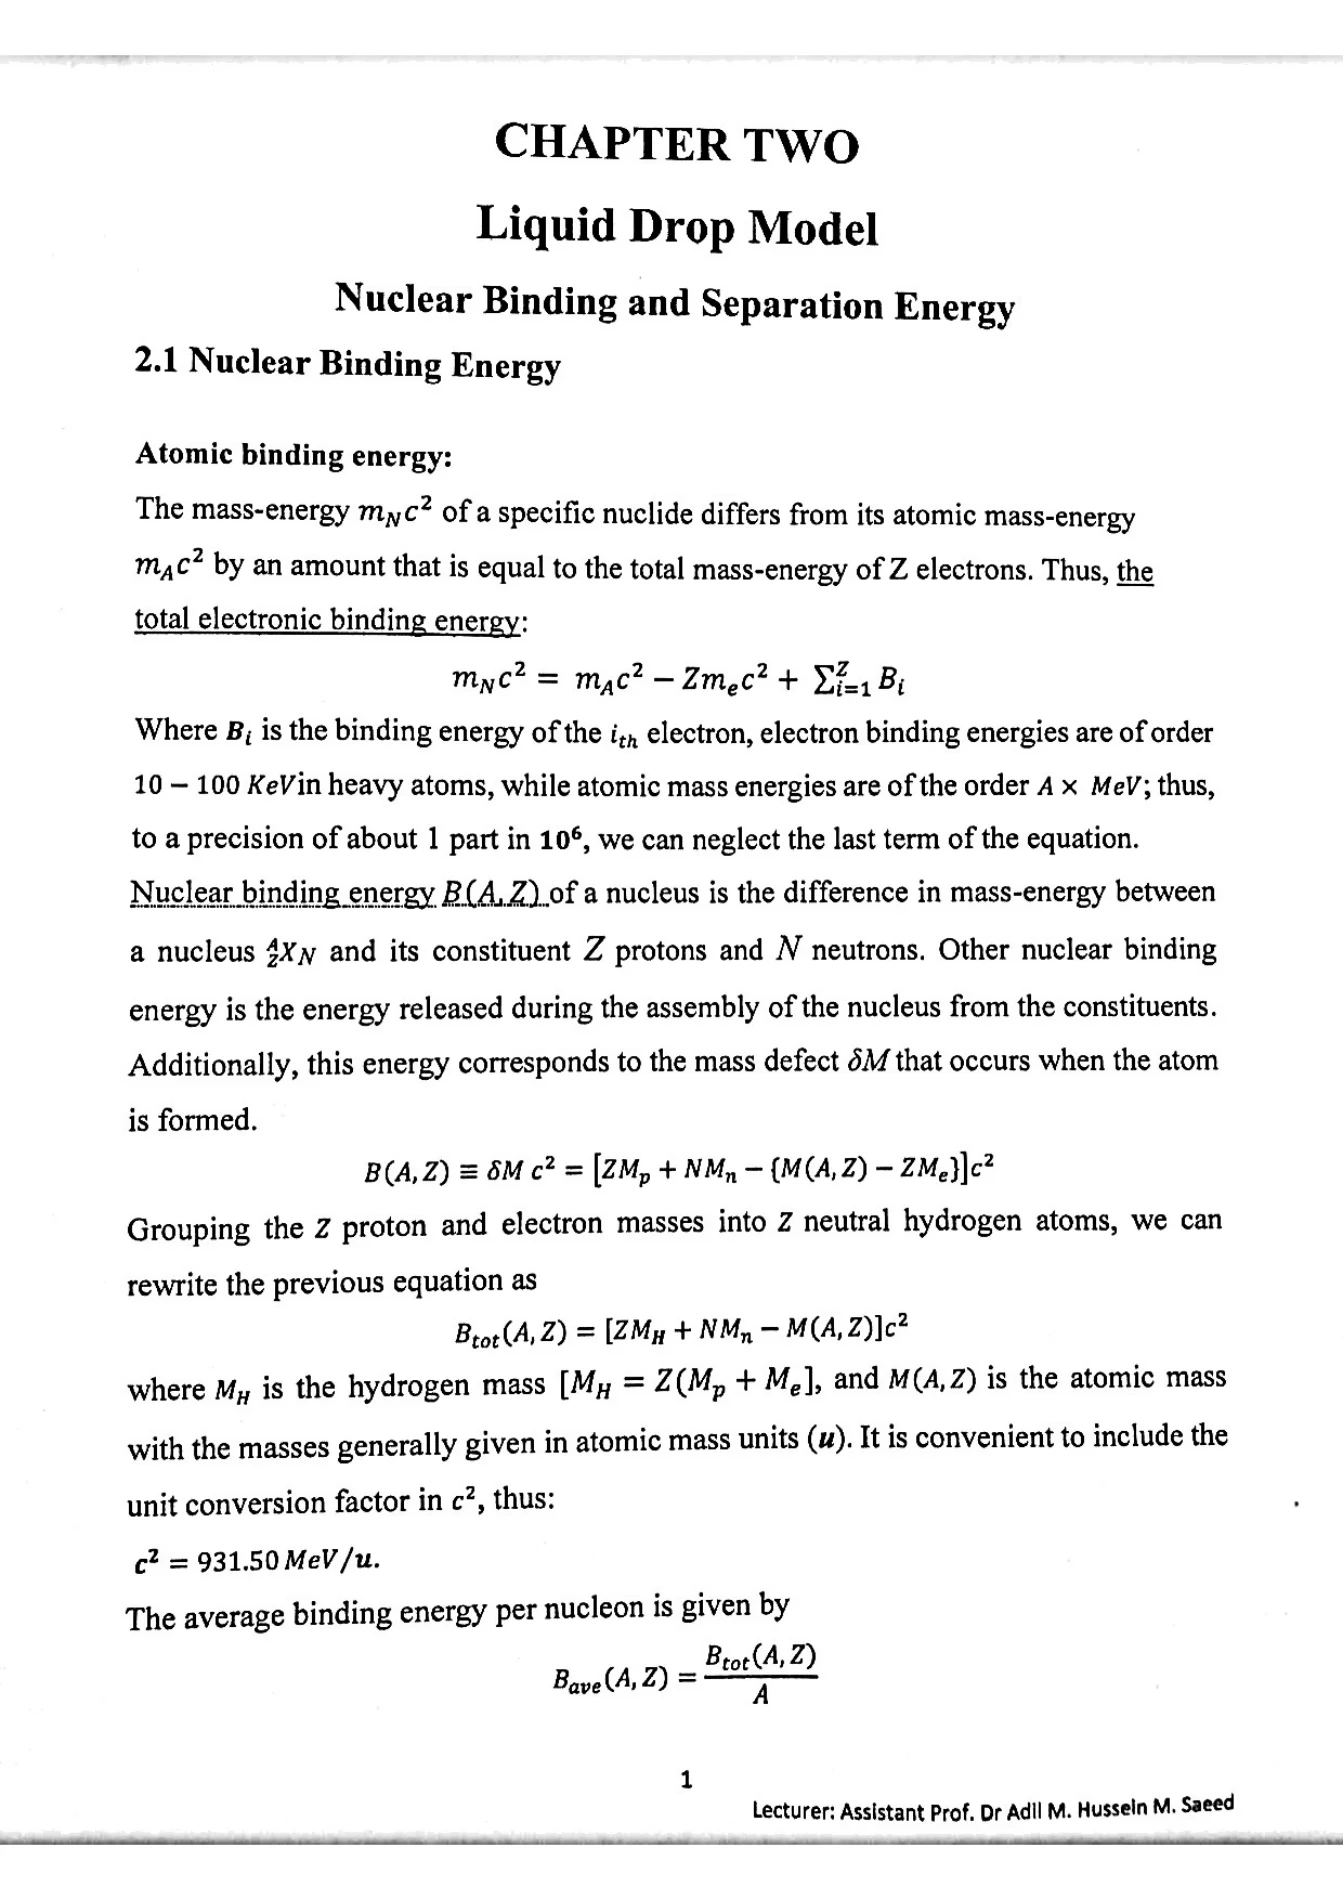 CHAPTER TWO
Liquid Drop Model
Nuclear Binding and Separation Energy
2.1 Nuclear Binding Energy
Atomic binding energy:
The mass-energy m_N c² of a specific nuclide differs from its atomic mass-energy
m_A c² by an amount that is equal to the total mass-energy of Z electrons. Thus, the
total electronic binding energy:
m_N c² = m_A c² − Zm_e c² + ∑_{i=1}^{Z} B_i
Where B_i is the binding energy of the i_th electron, electron binding energies are of order
10 − 100 KeVin heavy atoms, while atomic mass energies are of the order A × MeV; thus,
to a precision of about 1 part in 10⁶, we can neglect the last term of the equation.
Nuclear binding energy B(A,Z) of a nucleus is the difference in mass-energy between
a nucleus ^A_Z X_N and its constituent Z protons and N neutrons. Other nuclear binding
energy is the energy released during the assembly of the nucleus from the constituents.
Additionally, this energy corresponds to the mass defect δM that occurs when the atom
is formed.
B(A,Z) ≡ δM c² = [ZM_p + NM_n − {M(A,Z) − ZM_e}]c²
Grouping the Z proton and electron masses into Z neutral hydrogen atoms, we can
rewrite the previous equation as
B_tot(A,Z) = [ZM_H + NM_n − M(A,Z)]c²
where M_H is the hydrogen mass [M_H = Z(M_p + M_e], and M(A,Z) is the atomic mass
with the masses generally given in atomic mass units (u). It is convenient to include the
unit conversion factor in c², thus:
c² = 931.50 MeV/u.
The average binding energy per nucleon is given by
B_ave(A,Z) = B_tot(A,Z) / A
1
Lecturer: Assistant Prof. Dr Adil M. Hussein M. Saeed